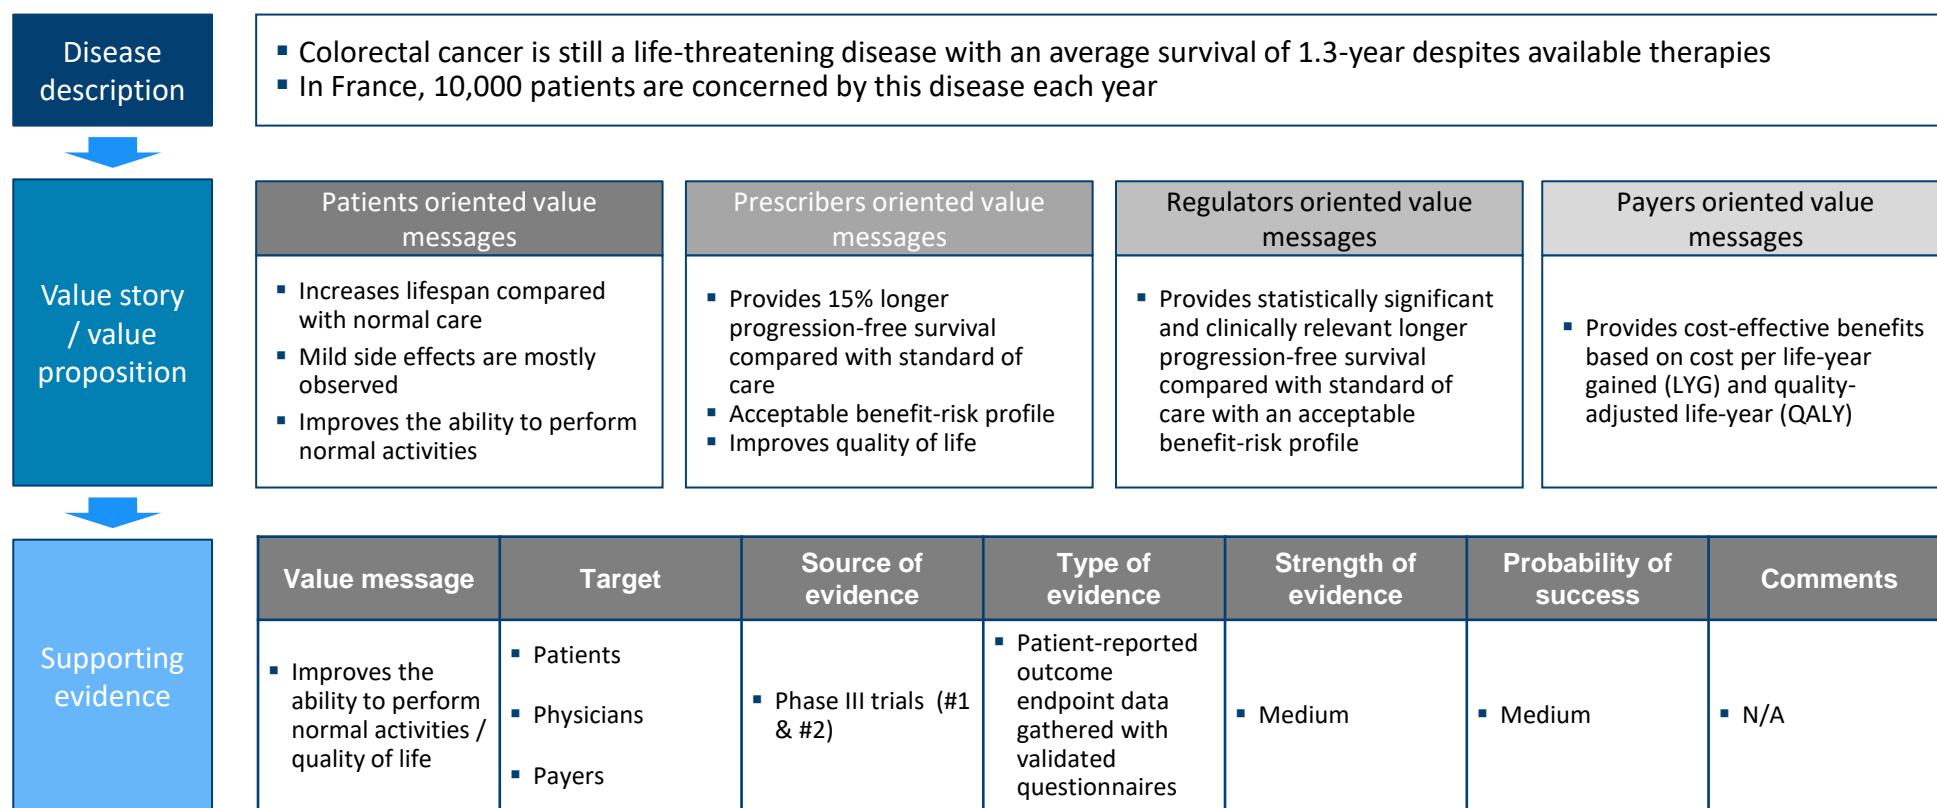 Disease
description
▪ Colorectal cancer is still a life-threatening disease with an average survival of 1.3-year despites available therapies
▪ In France, 10,000 patients are concerned by this disease each year
Value story
/ value
proposition
Patients oriented value
messages
▪ Increases lifespan compared
with normal care
▪ Mild side effects are mostly
observed
▪ Improves the ability to perform
normal activities
Prescribers oriented value
messages
▪ Provides 15% longer
progression-free survival
compared with standard of
care
▪ Acceptable benefit-risk profile
▪ Improves quality of life
Regulators oriented value
messages
▪ Provides statistically significant
and clinically relevant longer
progression-free survival
compared with standard of
care with an acceptable
benefit-risk profile
Payers oriented value
messages
▪ Provides cost-effective benefits
based on cost per life-year
gained (LYG) and quality-
adjusted life-year (QALY)
Supporting
evidence
Value message
Target
Source of
evidence
Type of
evidence
Strength of
evidence
Probability of
success
Comments
▪ Improves the
ability to perform
normal activities /
quality of life
▪ Patients
▪ Physicians
▪ Payers
▪ Phase III trials (#1
& #2)
▪ Patient-reported
outcome
endpoint data
gathered with
validated
questionnaires
▪ Medium
▪ Medium
▪ N/A